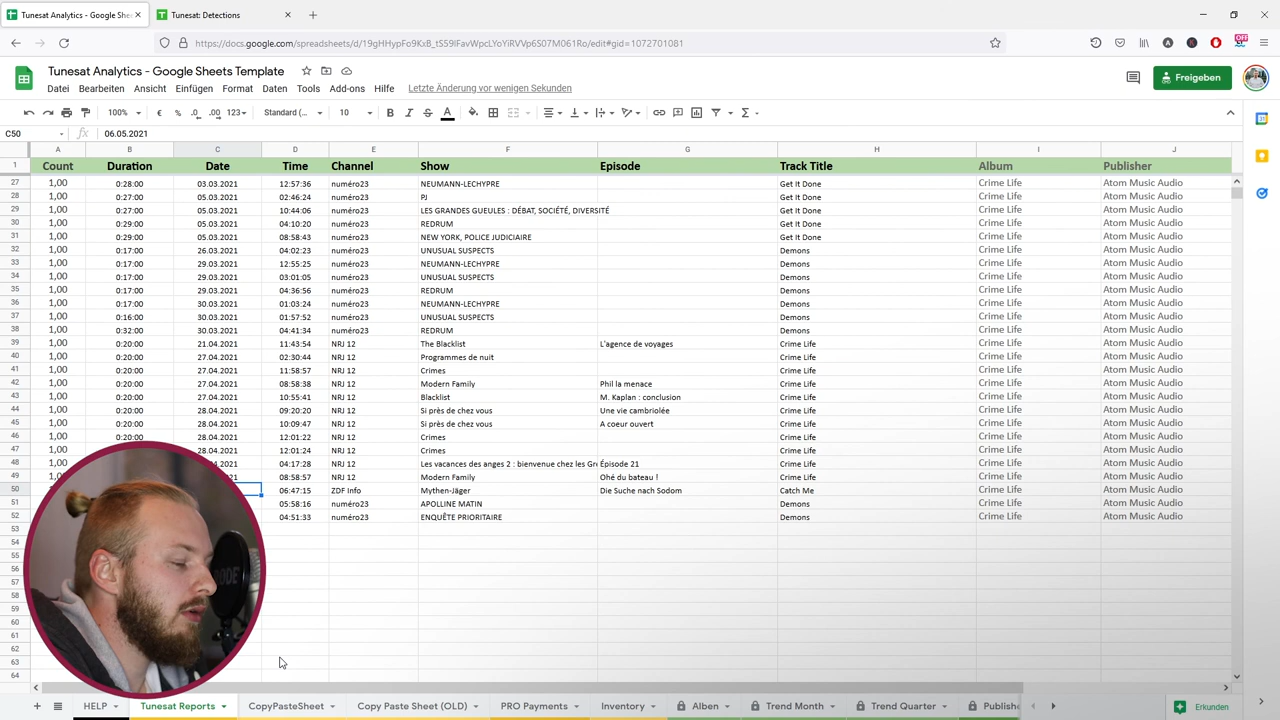 Tunesat Analytics - Google Shee
Tunesat: Detections
https://docs.google.com/spreadsheets/d/
/edit#gid=1072701081
OFF
Tunesat Analytics - Google Sheets Template
Datei Bearbeiten Ansicht Einfügen Format Daten Tools Add-ons Hilfe Letzte Änderung vor wenigen Sekunden
Freigeben
100% € % .0 .00 123 Standard (... 10 B I S A
C50 fx 06.05.2021
A B C D E F G H I J
1 Count Duration Date Time Channel Show Episode Track Title Album Publisher
27 1,00 0:28:00 03.03.2021 12:57:36 numéro23 NEUMANN-LECHYPRE Get It Done Crime Life Atom Music Audio
28 1,00 0:27:00 05.03.2021 02:46:24 numéro23 PJ Get It Done Crime Life Atom Music Audio
29 1,00 0:27:00 05.03.2021 10:44:06 numéro23 LES GRANDES GUEULES : DÉBAT, SOCIÉTÉ, DIVERSITÉ Get It Done Crime Life Atom Music Audio
30 1,00 0:29:00 05.03.2021 04:10:20 numéro23 REDRUM Get It Done Crime Life Atom Music Audio
31 1,00 0:29:00 05.03.2021 08:58:43 numéro23 NEW YORK, POLICE JUDICIAIRE Get It Done Crime Life Atom Music Audio
32 1,00 0:17:00 26.03.2021 04:02:23 numéro23 UNUSUAL SUSPECTS Demons Crime Life Atom Music Audio
33 1,00 0:17:00 29.03.2021 12:55:25 numéro23 NEUMANN-LECHYPRE Demons Crime Life Atom Music Audio
34 1,00 0:17:00 29.03.2021 03:01:05 numéro23 UNUSUAL SUSPECTS Demons Crime Life Atom Music Audio
35 1,00 0:17:00 29.03.2021 04:36:56 numéro23 REDRUM Demons Crime Life Atom Music Audio
36 1,00 0:17:00 30.03.2021 01:03:24 numéro23 NEUMANN-LECHYPRE Demons Crime Life Atom Music Audio
37 1,00 0:16:00 30.03.2021 01:57:52 numéro23 UNUSUAL SUSPECTS Demons Crime Life Atom Music Audio
38 1,00 0:32:00 30.03.2021 04:41:34 numéro23 REDRUM Demons Crime Life Atom Music Audio
39 1,00 0:20:00 21.04.2021 11:43:54 NRJ 12 The Blacklist L'agence de voyages Crime Life Crime Life Atom Music Audio
40 1,00 0:20:00 27.04.2021 02:30:44 NRJ 12 Programmes de nuit Crime Life Crime Life Atom Music Audio
41 1,00 0:20:00 27.04.2021 11:58:57 NRJ 12 Crimes Crime Life Crime Life Atom Music Audio
42 1,00 0:20:00 27.04.2021 08:58:38 NRJ 12 Modern Family Phil la menace Crime Life Crime Life Atom Music Audio
43 1,00 0:20:00 27.04.2021 10:55:41 NRJ 12 Blacklist M. Kaplan : conclusion Crime Life Crime Life Atom Music Audio
44 1,00 0:20:00 28.04.2021 09:20:20 NRJ 12 Si près de chez vous Une vie cambriolée Crime Life Crime Life Atom Music Audio
45 1,00 0:20:00 28.04.2021 10:09:47 NRJ 12 Si près de chez vous A coeur ouvert Crime Life Crime Life Atom Music Audio
46 1,00 0:20:00 28.04.2021 12:01:22 NRJ 12 Crimes Crime Life Crime Life Atom Music Audio
47 1,00 28.04.2021 12:01:24 NRJ 12 Crimes Crime Life Crime Life Atom Music Audio
48 1,00 .04.2021 04:17:28 NRJ 12 Les vacances des anges 2 : bienvenue chez les Gre Épisode 21 Crime Life Crime Life Atom Music Audio
49 1,00 2021 08:58:57 NRJ 12 Modern Family Ohé du bateau ! Crime Life Crime Life Atom Music Audio
50 06:47:15 ZDF Info Mythen-Jäger Die Suche nach Sodom Catch Me Crime Life Atom Music Audio
51 05:58:16 numéro23 APOLLINE MATIN Demons Crime Life Atom Music Audio
52 04:51:33 numéro23 ENQUÊTE PRIORITAIRE Demons Crime Life Atom Music Audio
53
54
55
56
57
58
59
60
61
62
63
64
RODE
HELP Tunesat Reports CopyPasteSheet Copy Paste Sheet (OLD) PRO Payments Inventory Alben Trend Month Trend Quarter Publishe Erkunden